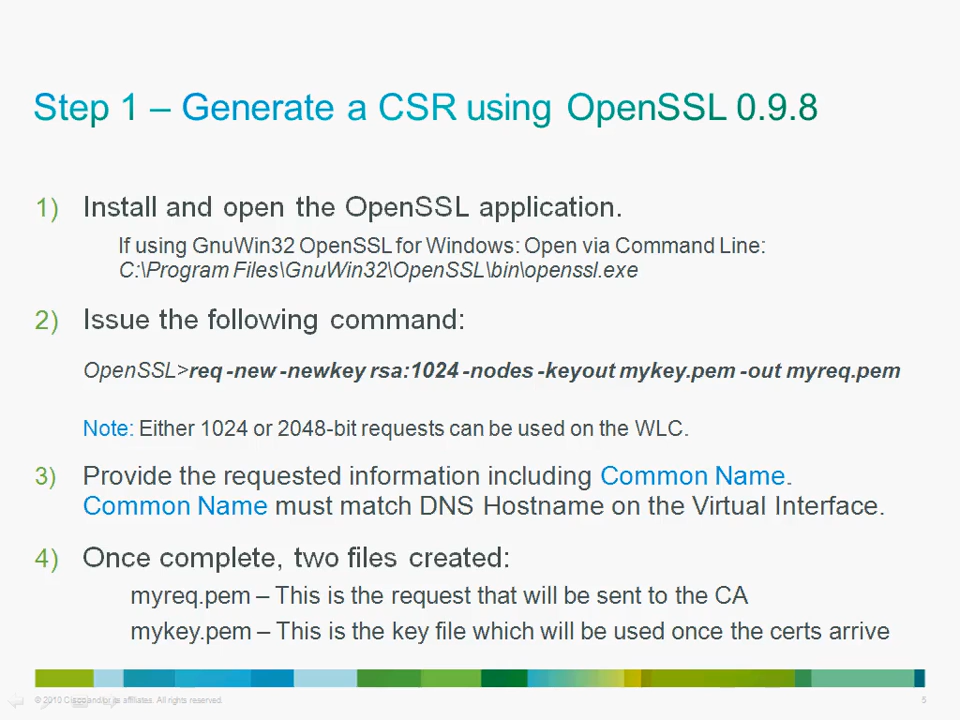 Step 1 – Generate a CSR using OpenSSL 0.9.8
1) Install and open the OpenSSL application.
If using GnuWin32 OpenSSL for Windows: Open via Command Line:
C:\Program Files\GnuWin32\OpenSSL\bin\openssl.exe
2) Issue the following command:
OpenSSL>req -new -newkey rsa:1024 -nodes -keyout mykey.pem -out myreq.pem
Note: Either 1024 or 2048-bit requests can be used on the WLC.
3) Provide the requested information including Common Name.
Common Name must match DNS Hostname on the Virtual Interface.
4) Once complete, two files created:
myreq.pem – This is the request that will be sent to the CA
mykey.pem – This is the key file which will be used once the certs arrive
© 2010 Cisco and/or its affiliates. All rights reserved.
5